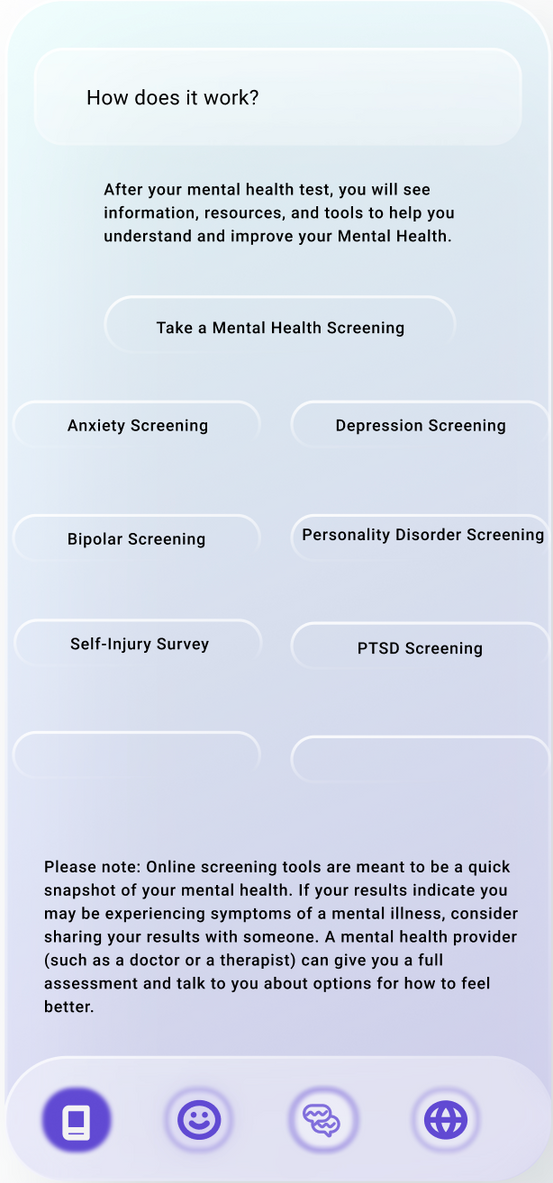 How does it work?
After your mental health test, you will see
information, resources, and tools to help you
understand and improve your Mental Health.
Take a Mental Health Screening
Anxiety Screening
Depression Screening
Bipolar Screening
Personality Disorder Screening
Self-Injury Survey
PTSD Screening
Please note: Online screening tools are meant to be a quick
snapshot of your mental health. If your results indicate you
may be experiencing symptoms of a mental illness, consider
sharing your results with someone. A mental health provider
(such as a doctor or a therapist) can give you a full
assessment and talk to you about options for how to feel
better.